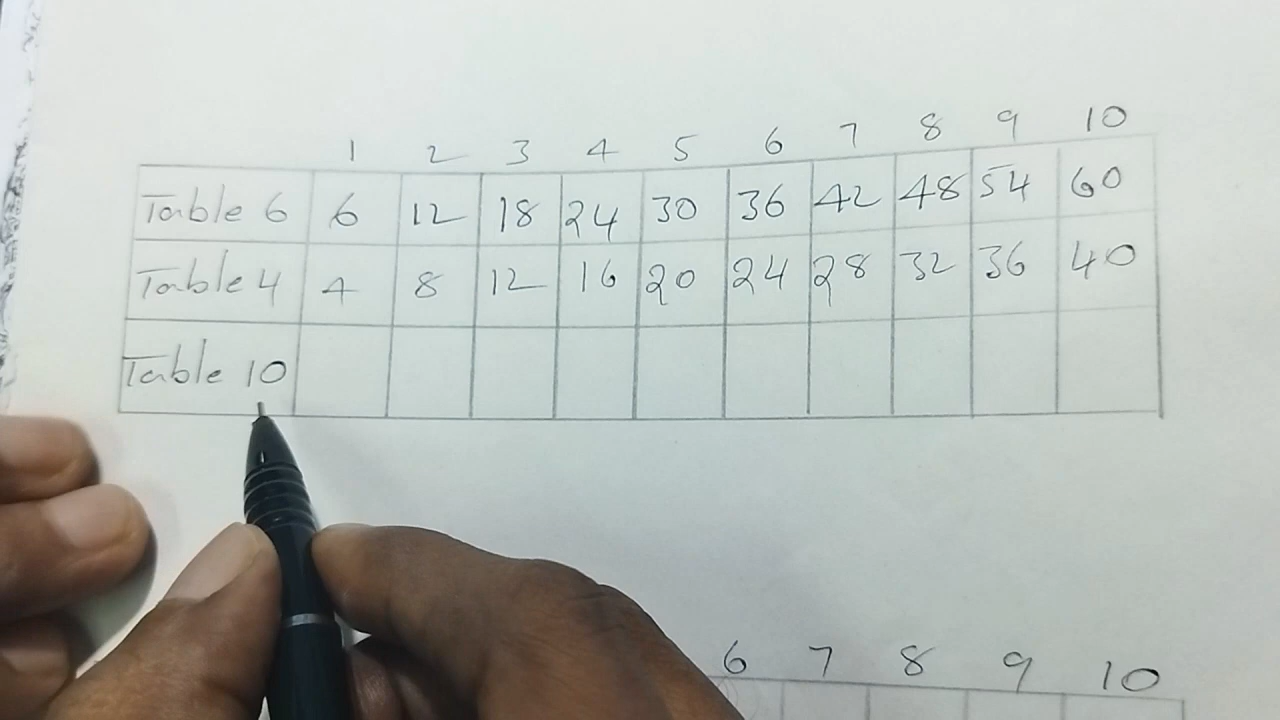 1 2 3 4 5 6 7 8 9 10
Table 6 6 12 18 24 30 36 42 48 54 60
Table 4 4 8 12 16 20 24 28 32 36 40
Table 10
6 7 8 9 10